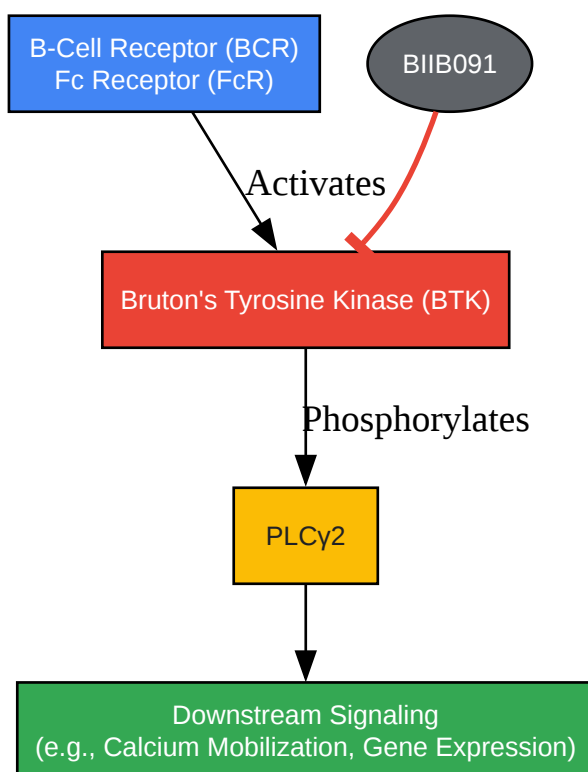 B-Cell Receptor (BCR)
Fc Receptor (FcR)
BIIB091
Activates
Bruton's Tyrosine Kinase (BTK)
Phosphorylates
PLCγ2
Downstream Signaling
(e.g., Calcium Mobilization, Gene Expression)